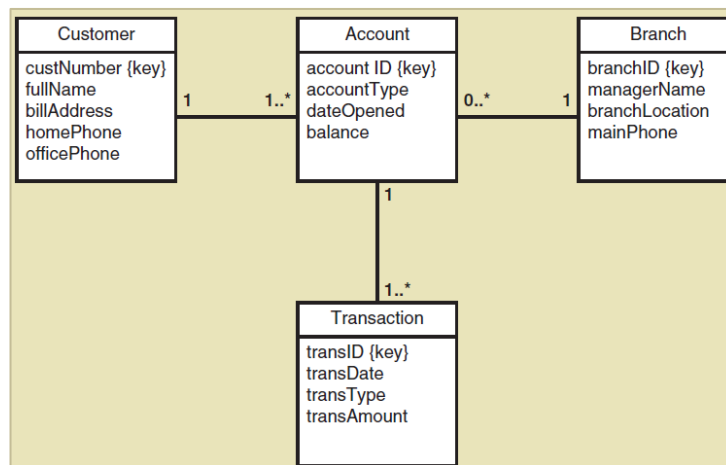 Customer
custNumber {key}
fullName
billAddress
homePhone
officePhone
1
1..*
Account
account ID {key}
accountType
dateOpened
balance
0..*
1
Branch
branchID {key}
managerName
branchLocation
mainPhone
1
1..*
Transaction
transID {key}
transDate
transType
transAmount